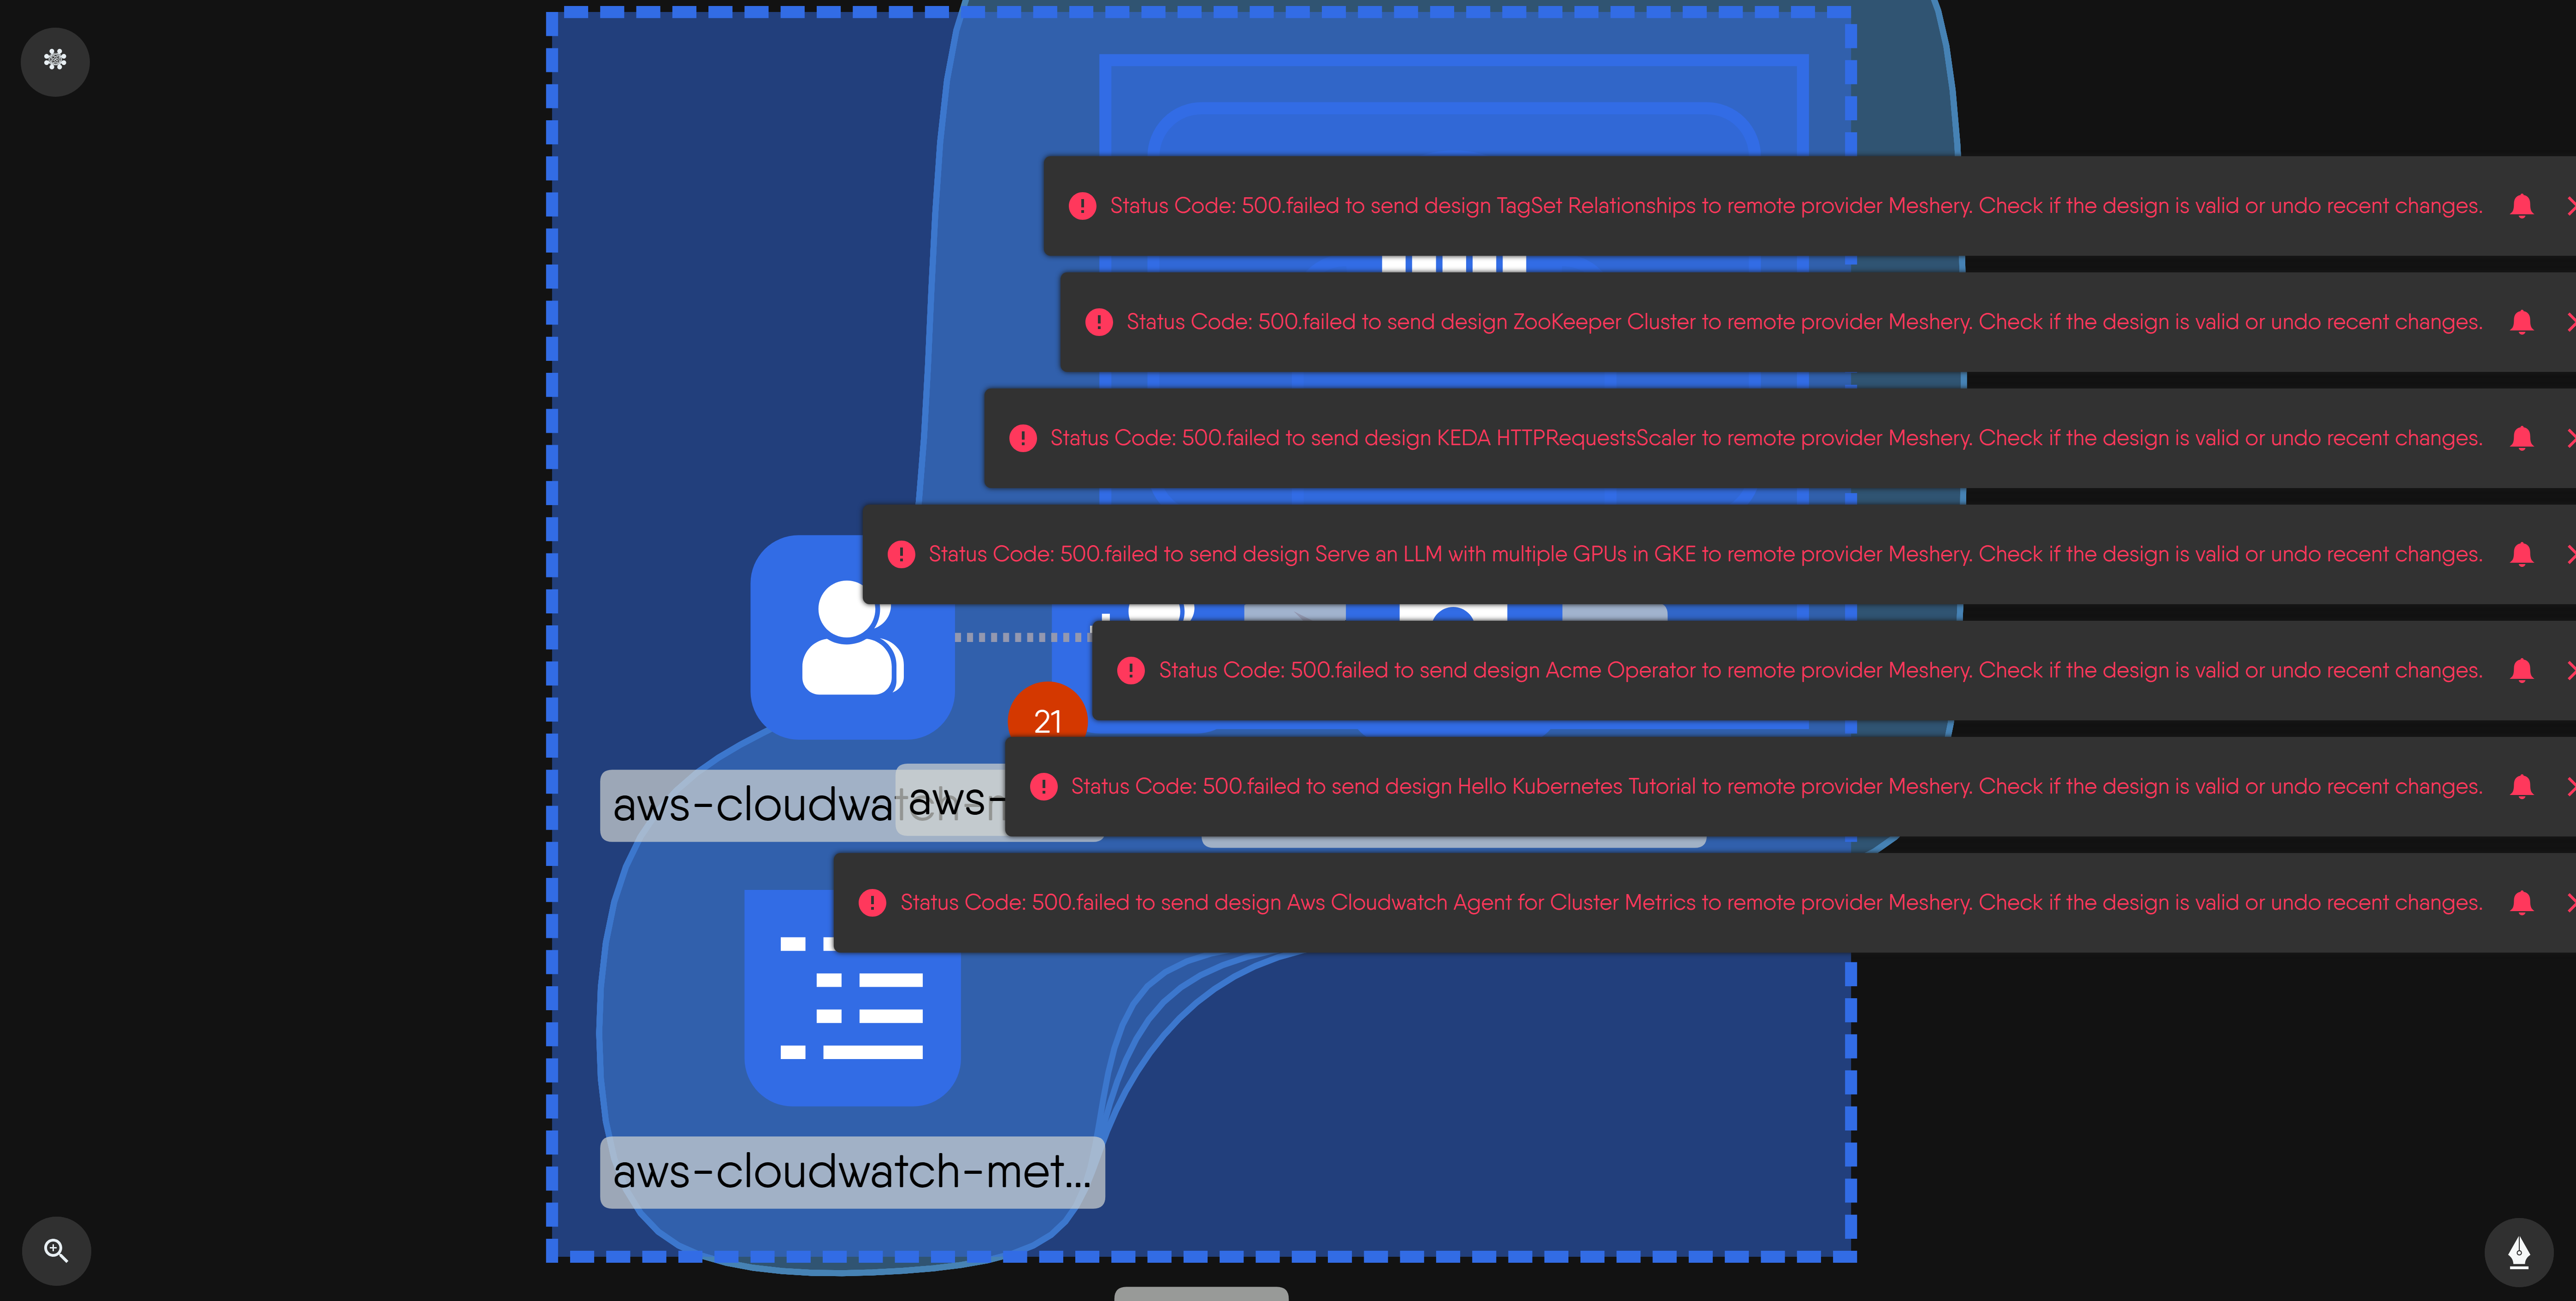 Status Code: 500.failed to send design TagSet Relationships to remote provider Meshery. Check if the design is valid or undo recent changes.
Status Code: 500.failed to send design ZooKeeper Cluster to remote provider Meshery. Check if the design is valid or undo recent changes.
Status Code: 500.failed to send design KEDA HTTPRequestsScaler to remote provider Meshery. Check if the design is valid or undo recent changes.
Status Code: 500.failed to send design Serve an LLM with multiple GPUs in GKE to remote provider Meshery. Check if the design is valid or undo recent changes.
Status Code: 500.failed to send design Acme Operator to remote provider Meshery. Check if the design is valid or undo recent changes.
21
Status Code: 500.failed to send design Hello Kubernetes Tutorial to remote provider Meshery. Check if the design is valid or undo recent changes.
aws-cloudwatch-
aws-
Status Code: 500.failed to send design Aws Cloudwatch Agent for Cluster Metrics to remote provider Meshery. Check if the design is valid or undo recent changes.
aws-cloudwatch-met...